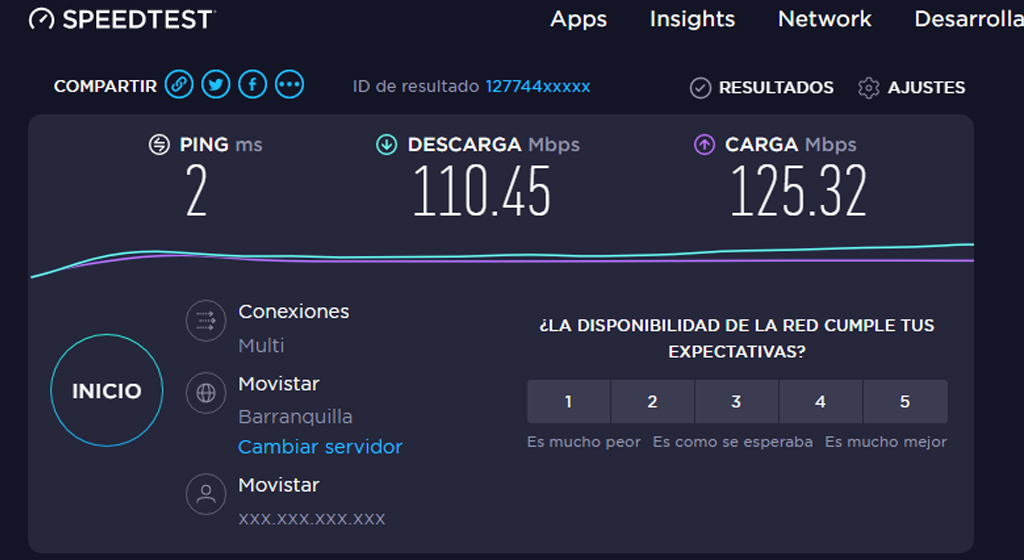 SPEEDTEST
Apps Insights Network Desarrolla
COMPARTIR ID de resultado 127744xxxxx RESULTADOS AJUSTES
PING ms DESCARGA Mbps CARGA Mbps
2 110.45 125.32
Conexiones
Multi
¿LA DISPONIBILIDAD DE LA RED CUMPLE TUS
EXPECTATIVAS?
INICIO
Movistar
Barranquilla
Cambiar servidor
1 2 3 4 5
Es mucho peor Es como se esperaba Es mucho mejor
Movistar
xxx.xxx.xxx.xxx